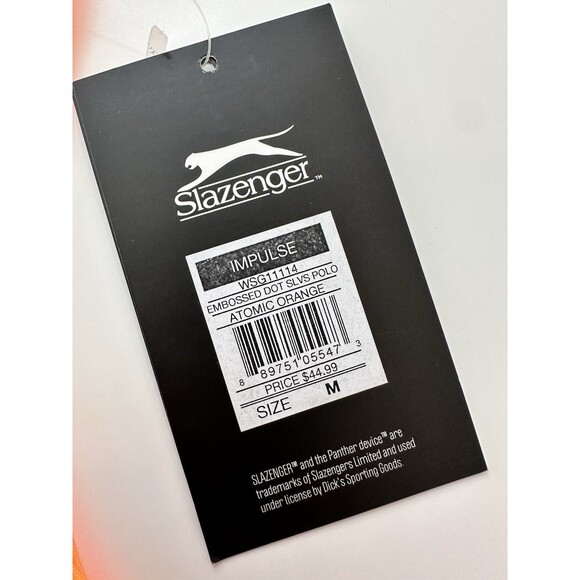 Slazenger™
IMPULSE
WSG11114
EMBOSSED DOT SLVS POLO
ATOMIC ORANGE
8 89751 05547 3
PRICE $44.99
SIZE M
SLAZENGER™ and the Panther device™ are
trademarks of Slazengers Limited and used
under license by Dick's Sporting Goods.